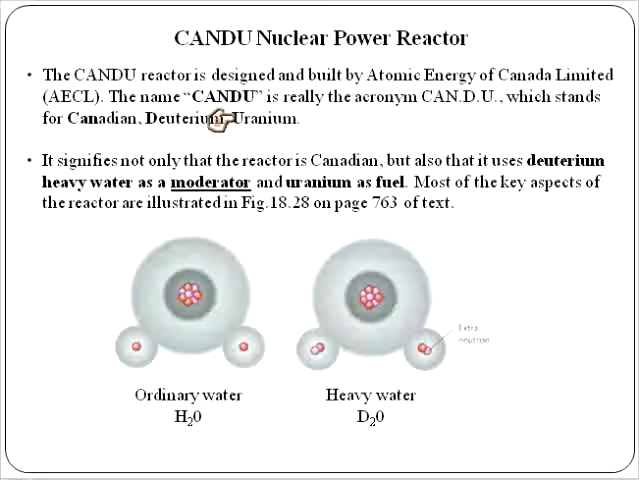 CANDU Nuclear Power Reactor
• The CANDU reactor is designed and built by Atomic Energy of Canada Limited
(AECL). The name “CANDU” is really the acronym CAN.D.U., which stands
for Canadian, Deuterium, Uranium.
• It signifies not only that the reactor is Canadian, but also that it uses deuterium
heavy water as a moderator and uranium as fuel. Most of the key aspects of
the reactor are illustrated in Fig.18.28 on page 763 of text.
Extra
neutron
Ordinary water
H₂0
Heavy water
D₂0